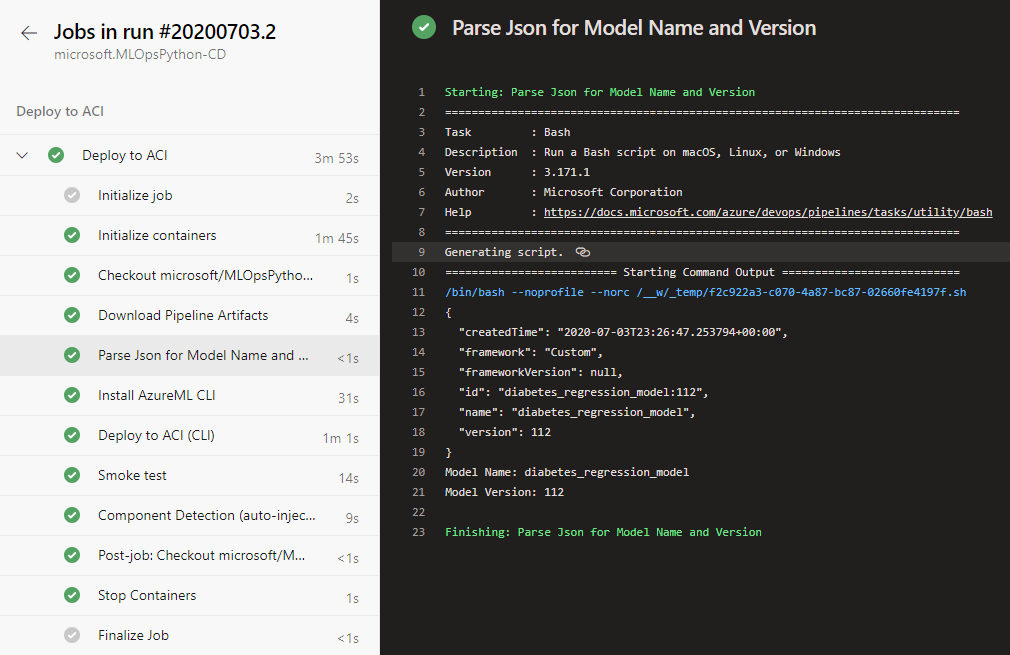 Jobs in run #20200703.2
microsoft.MLOpsPython-CD
Deploy to ACI
Deploy to ACI 3m 53s
Initialize job 2s
Initialize containers 1m 45s
Checkout microsoft/MLOpsPytho... 1s
Download Pipeline Artifacts 4s
Parse Json for Model Name and ... <1s
Install AzureML CLI 31s
Deploy to ACI (CLI) 1m 1s
Smoke test 14s
Component Detection (auto-injec... 9s
Post-job: Checkout microsoft/M... <1s
Stop Containers 1s
Finalize Job <1s
Parse Json for Model Name and Version
1 Starting: Parse Json for Model Name and Version
2 ==============================================================================
3 Task : Bash
4 Description : Run a Bash script on macOS, Linux, or Windows
5 Version : 3.171.1
6 Author : Microsoft Corporation
7 Help : https://docs.microsoft.com/azure/devops/pipelines/tasks/utility/bash
8 ==============================================================================
9 Generating script.
10 ========================== Starting Command Output ===========================
11 /bin/bash --noprofile --norc /__w/_temp/f2c922a3-c070-4a87-bc87-02660fe4197f.sh
12 {
13 "createdTime": "2020-07-03T23:26:47.253794+00:00",
14 "framework": "Custom",
15 "frameworkVersion": null,
16 "id": "diabetes_regression_model:112",
17 "name": "diabetes_regression_model",
18 "version": 112
19 }
20 Model Name: diabetes_regression_model
21 Model Version: 112
22
23 Finishing: Parse Json for Model Name and Version